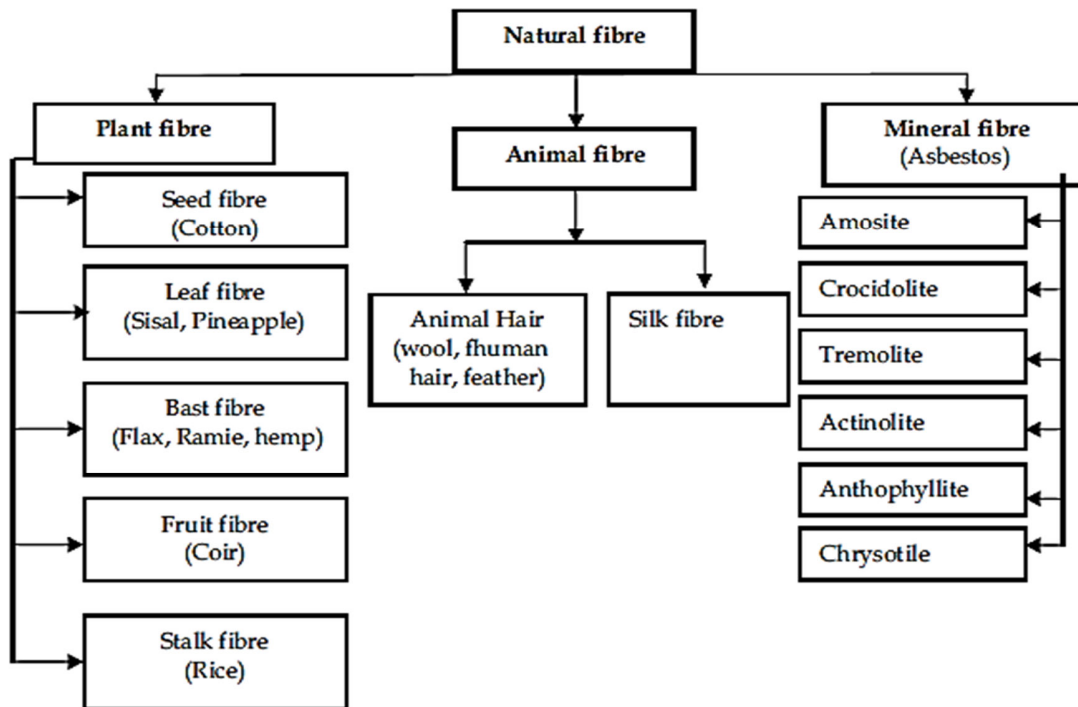 Natural fibre
Plant fibre
Seed fibre
(Cotton)
Leaf fibre
(Sisal, Pineapple)
Bast fibre
(Flax, Ramie, hemp)
Fruit fibre
(Coir)
Stalk fibre
(Rice)
Animal fibre
Animal Hair
(wool, fhuman
hair, feather)
Silk fibre
Mineral fibre
(Asbestos)
Amosite
Crocidolite
Tremolite
Actinolite
Anthophyllite
Chrysotile